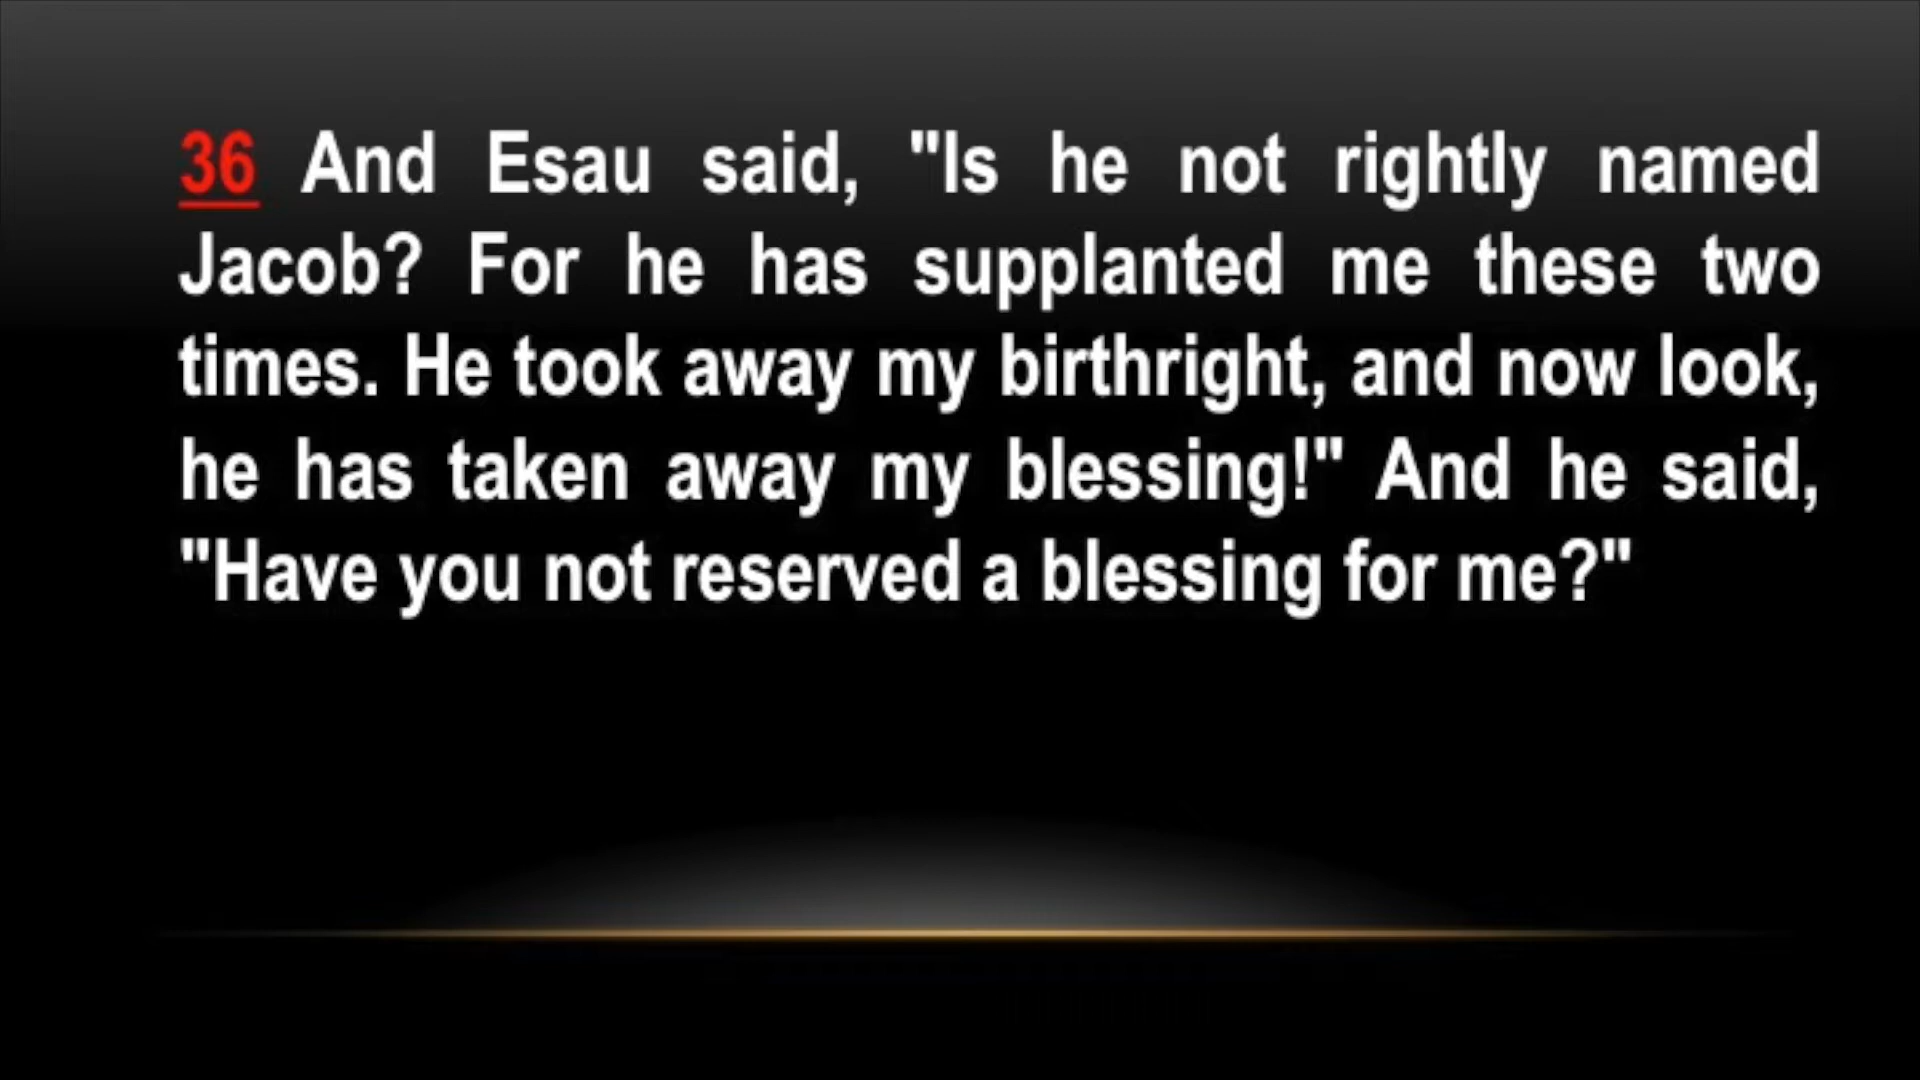 36 And Esau said, "Is he not rightly named
Jacob? For he has supplanted me these two
times. He took away my birthright, and now look,
he has taken away my blessing!" And he said,
"Have you not reserved a blessing for me?"